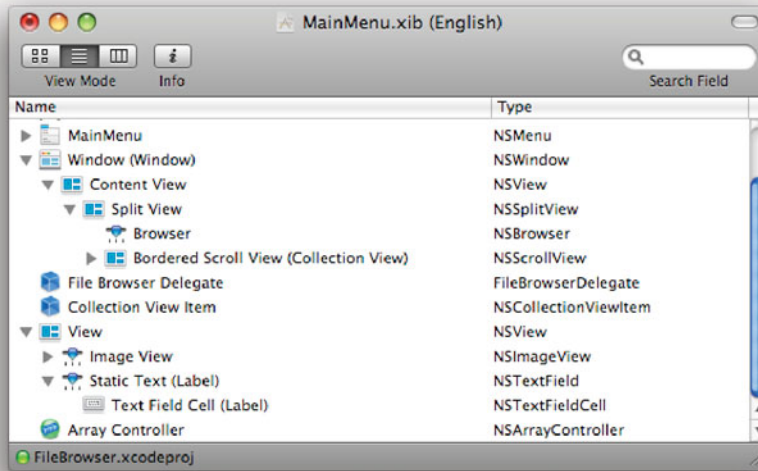 MainMenu.xib (English)
View Mode Info Search Field
Name Type
MainMenu NSMenu
Window (Window) NSWindow
Content View NSView
Split View NSSplitView
Browser NSBrowser
Bordered Scroll View (Collection View) NSScrollView
File Browser Delegate FileBrowserDelegate
Collection View Item NSCollectionViewItem
View NSView
Image View NSImageView
Static Text (Label) NSTextField
Text Field Cell (Label) NSTextFieldCell
Array Controller NSArrayController
FileBrowser.xcodeproj